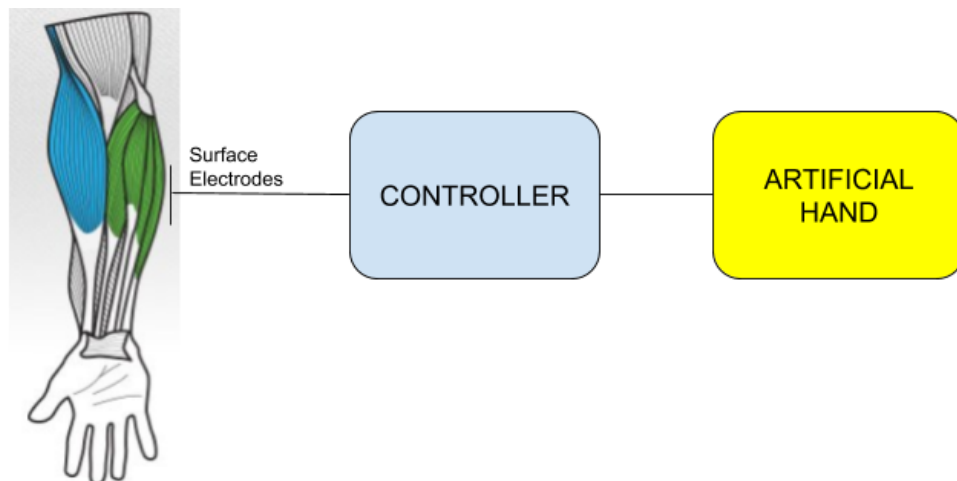 Surface
Electrodes
CONTROLLER
ARTIFICIAL
HAND